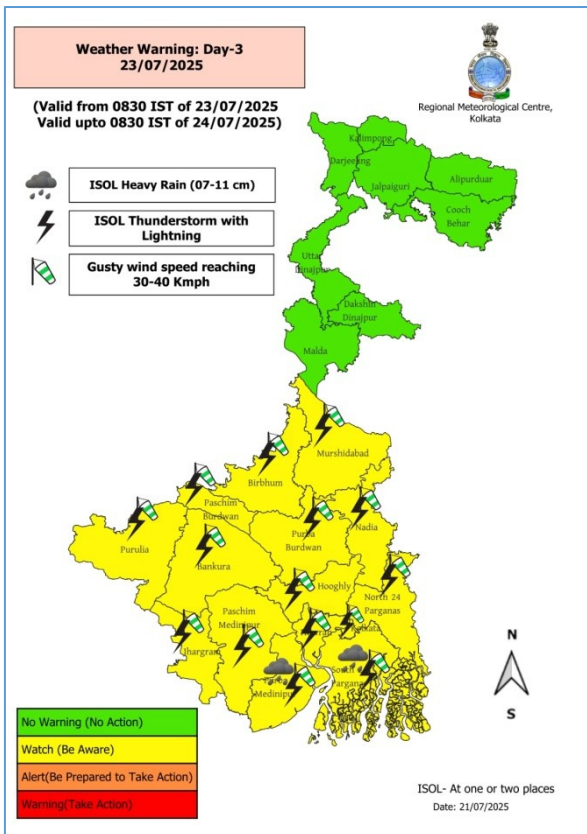 Weather Warning: Day-3
23/07/2025
(Valid from 0830 IST of 23/07/2025
Valid upto 0830 IST of 24/07/2025)
Regional Meteorological Centre,
Kolkata
ISOL Heavy Rain (07-11 cm)
ISOL Thunderstorm with
Lightning
Gusty wind speed reaching
30-40 Kmph
Kalimpong
Darjeeling
Jalpaiguri
Alipurduar
Cooch
Behar
Uttar
Dinajpur
Dakshin
Dinajpur
Malda
Murshidabad
Birbhum
Paschim
Burdwan
Purulia
Bankura
Purba
Burdwan
Nadia
Hooghly
North 24
Parganas
Paschim
Medinipur
Jhargram
Kolkata
Medinipur
Parganas
N
S
No Warning (No Action)
Watch (Be Aware)
Alert(Be Prepared to Take Action)
Warning(Take Action)
ISOL- At one or two places
Date: 21/07/2025